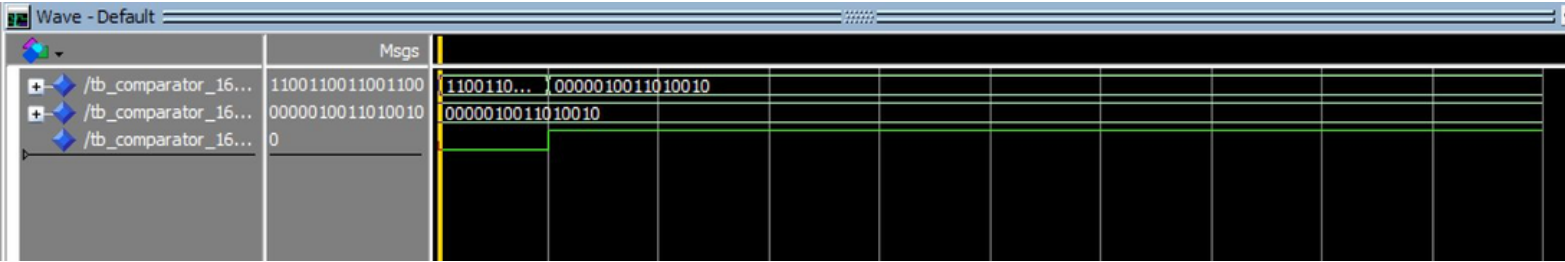 Wave - Default
Msgs
/tb_comparator_16... 1100110011001100 1100110... 0000010011010010
/tb_comparator_16... 0000010011010010 0000010011010010
/tb_comparator_16... 0